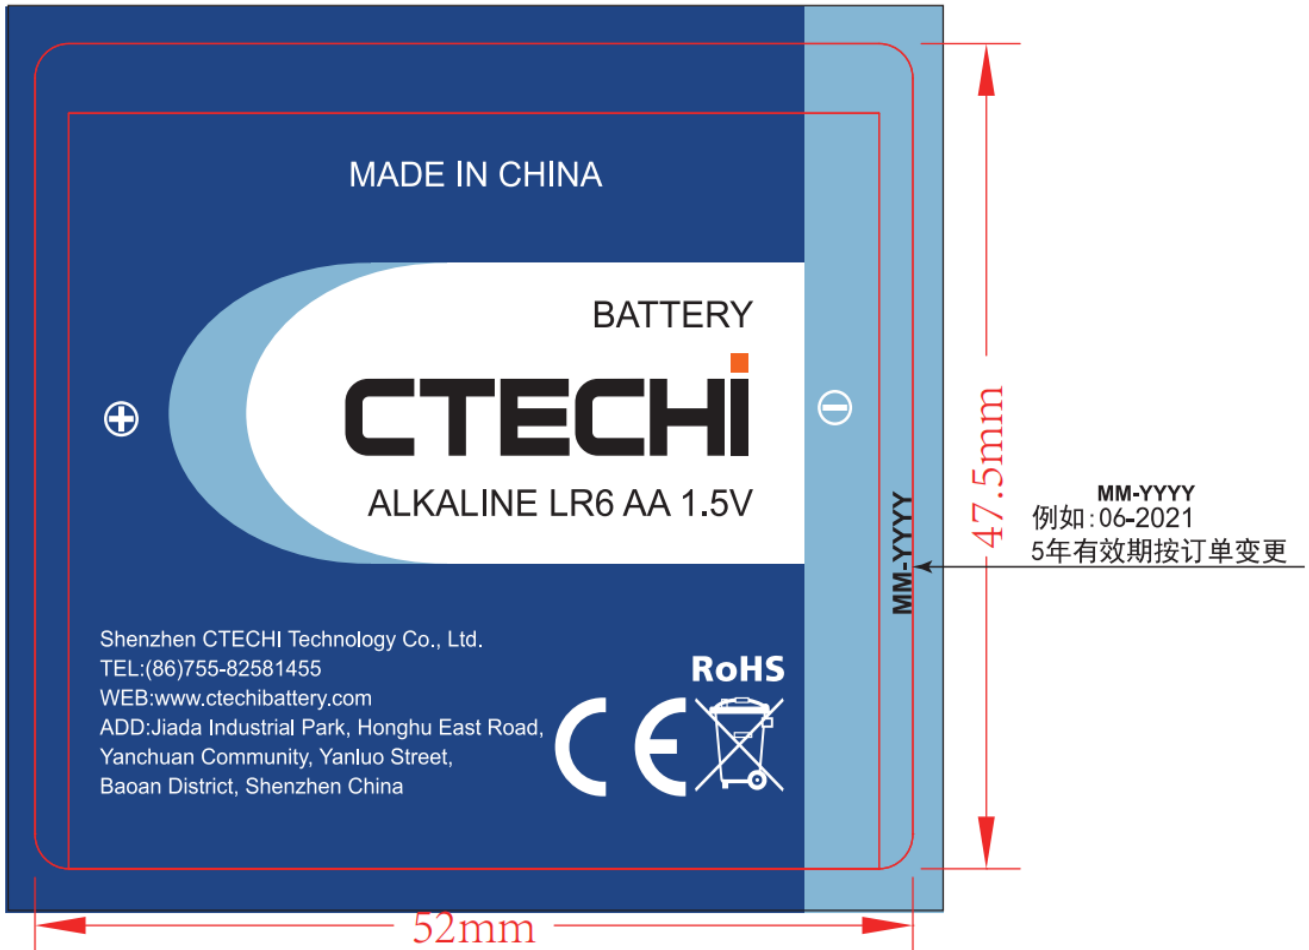 MADE IN CHINA
BATTERY
CTECHi
ALKALINE LR6 AA 1.5V
MM-YYYY
47.5mm
MM-YYYY
例如:06-2021
5年有效期按订单变更
Shenzhen CTECHI Technology Co., Ltd.
TEL:(86)755-82581455
WEB:www.ctechibattery.com
ADD:Jiada Industrial Park, Honghu East Road,
Yanchuan Community, Yanluo Street,
Baoan District, Shenzhen China
RoHS
CE
52mm